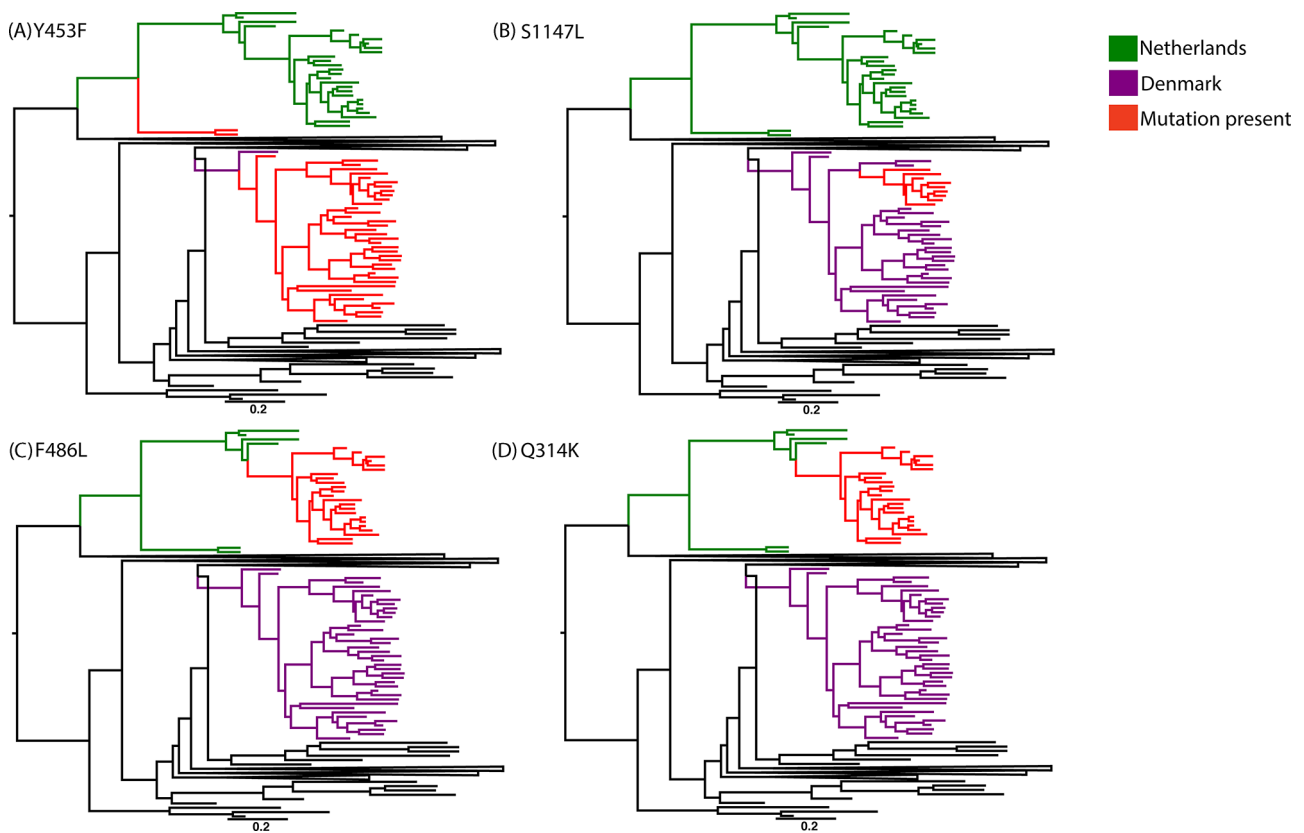 (A) Y453F
(B) S1147L
Netherlands
Denmark
Mutation present
0.2
0.2
(C) F486L
(D) Q314K
0.2
0.2